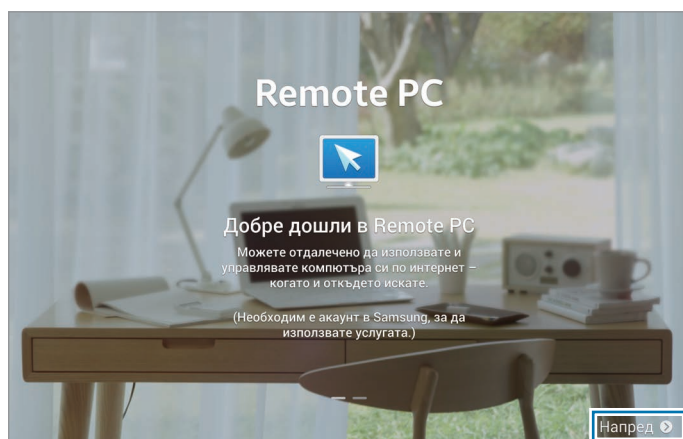 Remote PC
Добре дошли в Remote PC
Можете отдалечено да използвате и
управлявате компютъра си по интернет –
когато и откъдето искате.
(Необходим е акаунт в Samsung, за да
използвате услугата.)
Напред